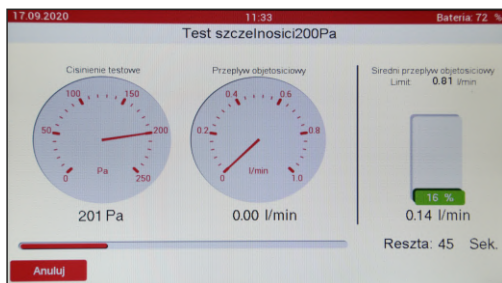 17.09.2020 11:33 Bateria: 72 %
Test szczelnosici200Pa
Cisinienie testowe
Przeplyw objetosiciowy
Siredni przeplyw objetosiciowy
Limit: 0.81 l/min
100 150
50 200
0 250
Pa
0.4 0.6
0.2 0.8
0 1.0
l/min
16 %
201 Pa
0.00 l/min
0.14 l/min
Reszta: 45 Sek.
Anuluj